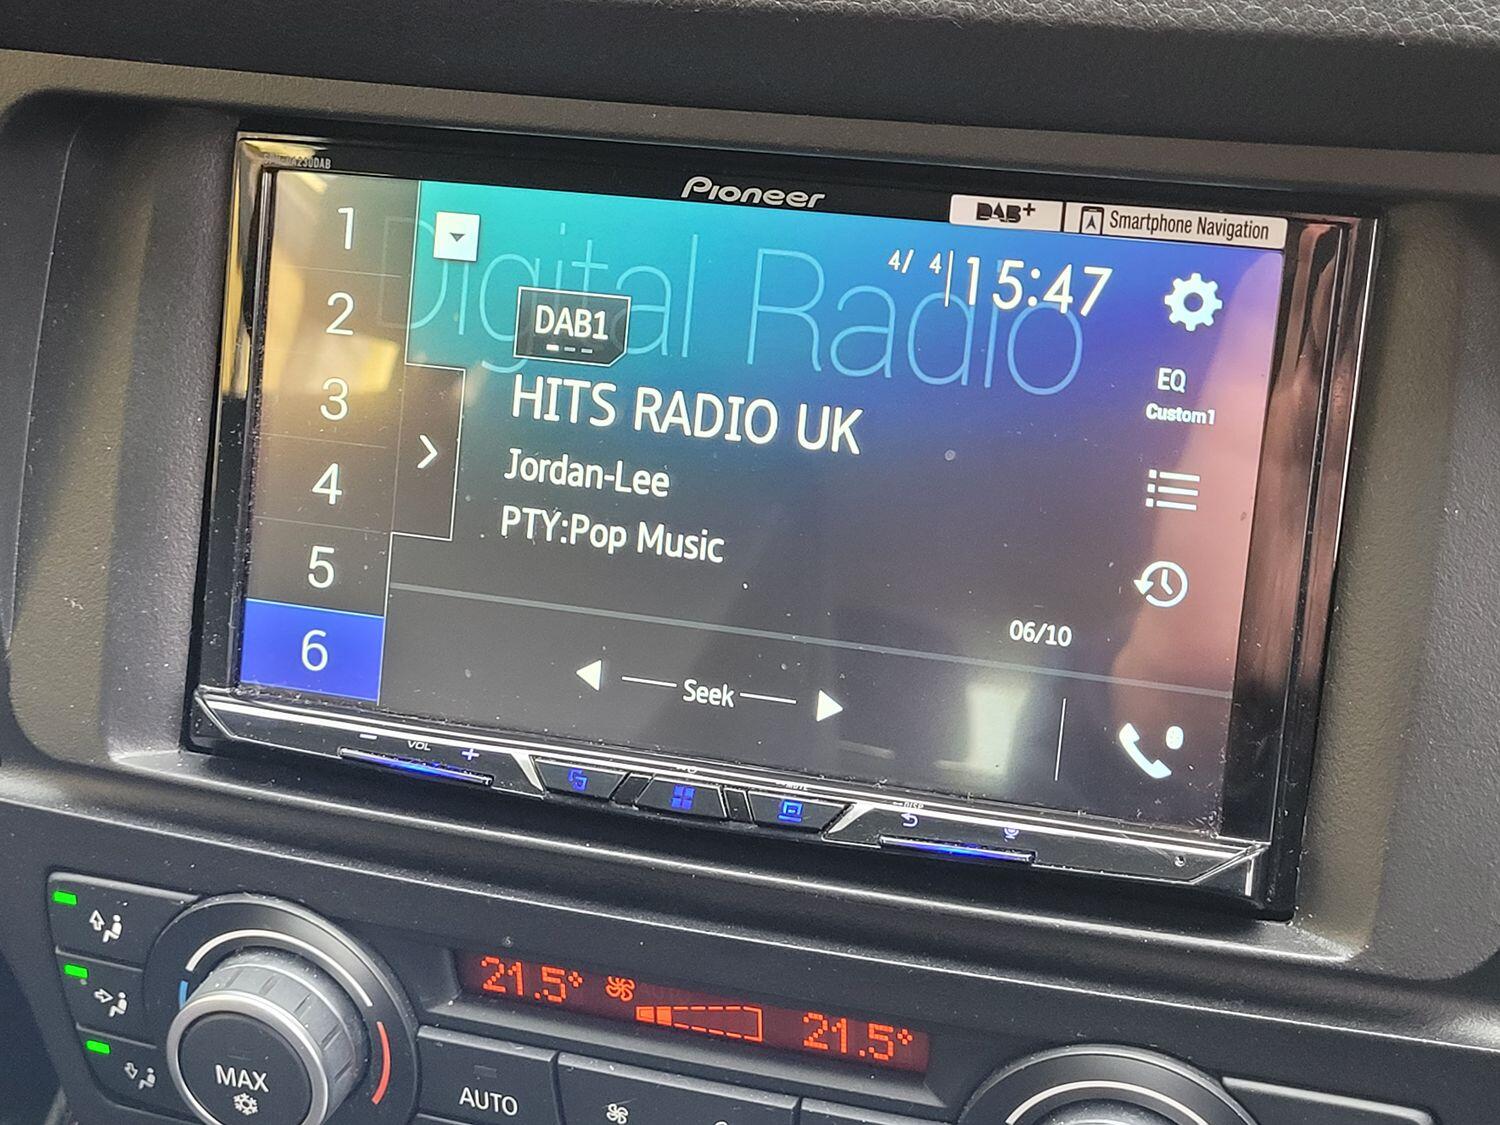 Pioneer
DAB+
Smartphone Navigation
Digital Radio
4/ 4
15:47
1
2
3
4
5
6
DAB1
HITS RADIO UK
Jordan-Lee
PTY:Pop Music
EQ
Custom1
06/10
Seek
- VOL +
DISP
21.5°
21.5°
MAX
AUTO